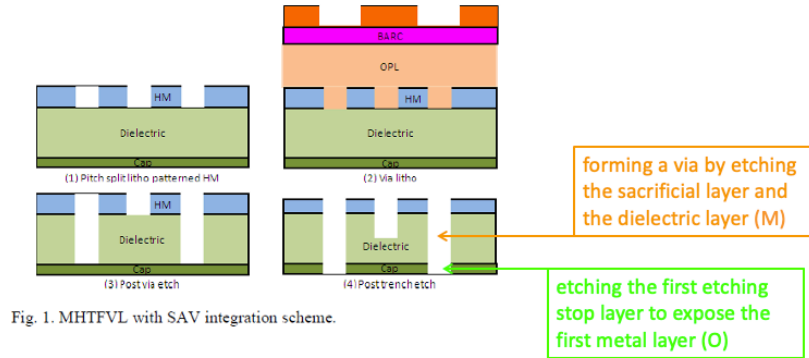 BARC
OPL
HM
HM
Dielectric
Dielectric
Cap
Cap
(1) Pitch split litho patterned HM
(2) Via litho
HM
Dielectric
Dielectric
Cap
(3) Post via etch
(4) Post trench etch
forming a via by etching
the sacrificial layer and
the dielectric layer (M)
etching the first etching
stop layer to expose the
first metal layer (O)
Fig. 1. MHTFVL with SAV integration scheme.